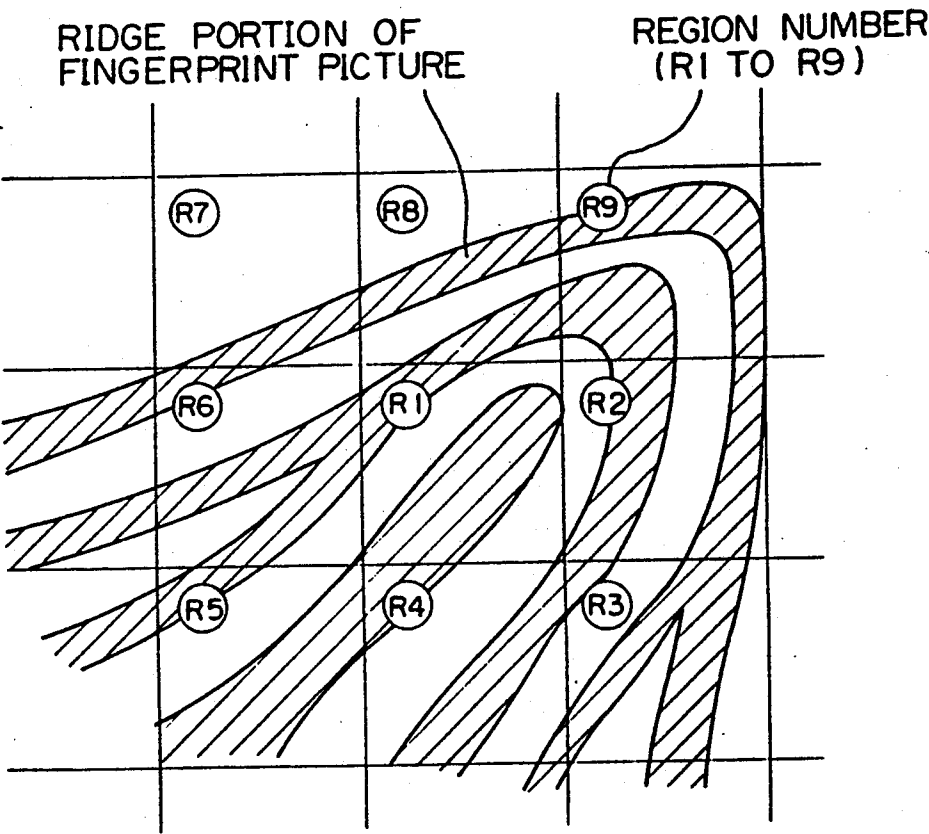 RIDGE PORTION OF
FINGERPRINT PICTURE
REGION NUMBER
(R1 TO R9)
R7
R8
R9
R6
R1
R2
R5
R4
R3